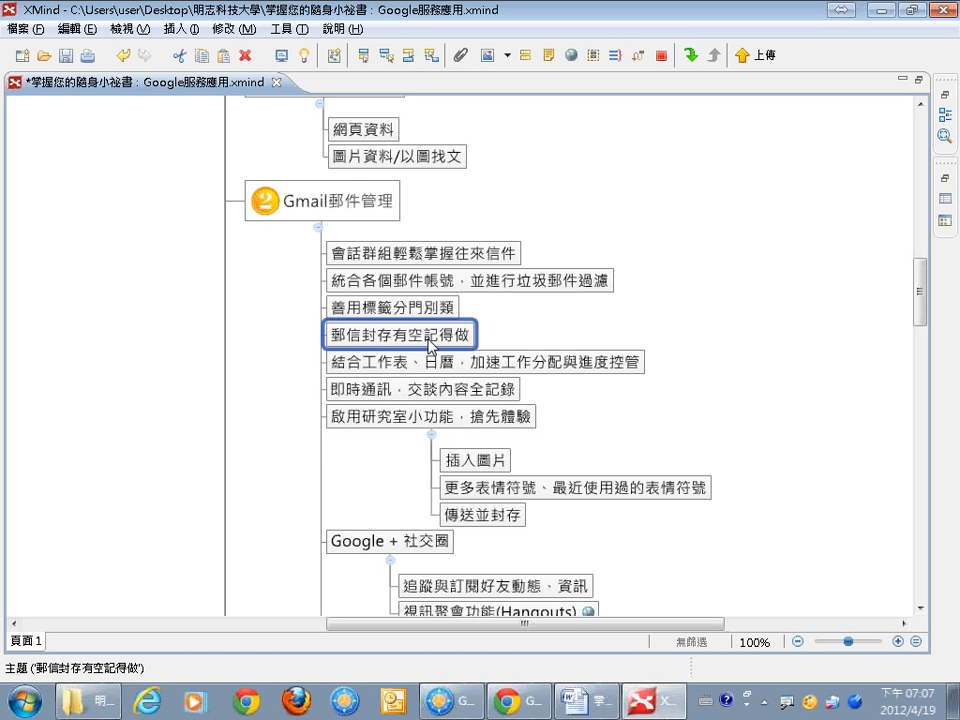 XMind - C:\Users\user\Desktop\明志科技大學\掌握您的隨身小祕書：Google服務應用.xmind
檔案(F) 編輯(E) 檢視(V) 插入(I) 修改(M) 工具(T) 說明(H)
上傳
*掌握您的隨身小祕書：Google服務應用.xmind
網頁資料
圖片資料/以圖找文
2 Gmail郵件管理
會話群組輕鬆掌握往來信件
統合各個郵件帳號，並進行垃圾郵件過濾
善用標籤分門別類
郵信封存有空記得做
結合工作表、日曆，加速工作分配與進度控管
即時通訊，交談內容全記錄
啟用研究室小功能，搶先體驗
插入圖片
更多表情符號、最近使用過的表情符號
傳送並封存
Google + 社交圈
追蹤與訂閱好友動態、資訊
視訊聚會功能(Hangouts)
頁面 1
無篩選 100%
主題 ('郵信封存有空記得做')
明... G... G... 掌... X...
下午 07:07
2012/4/19